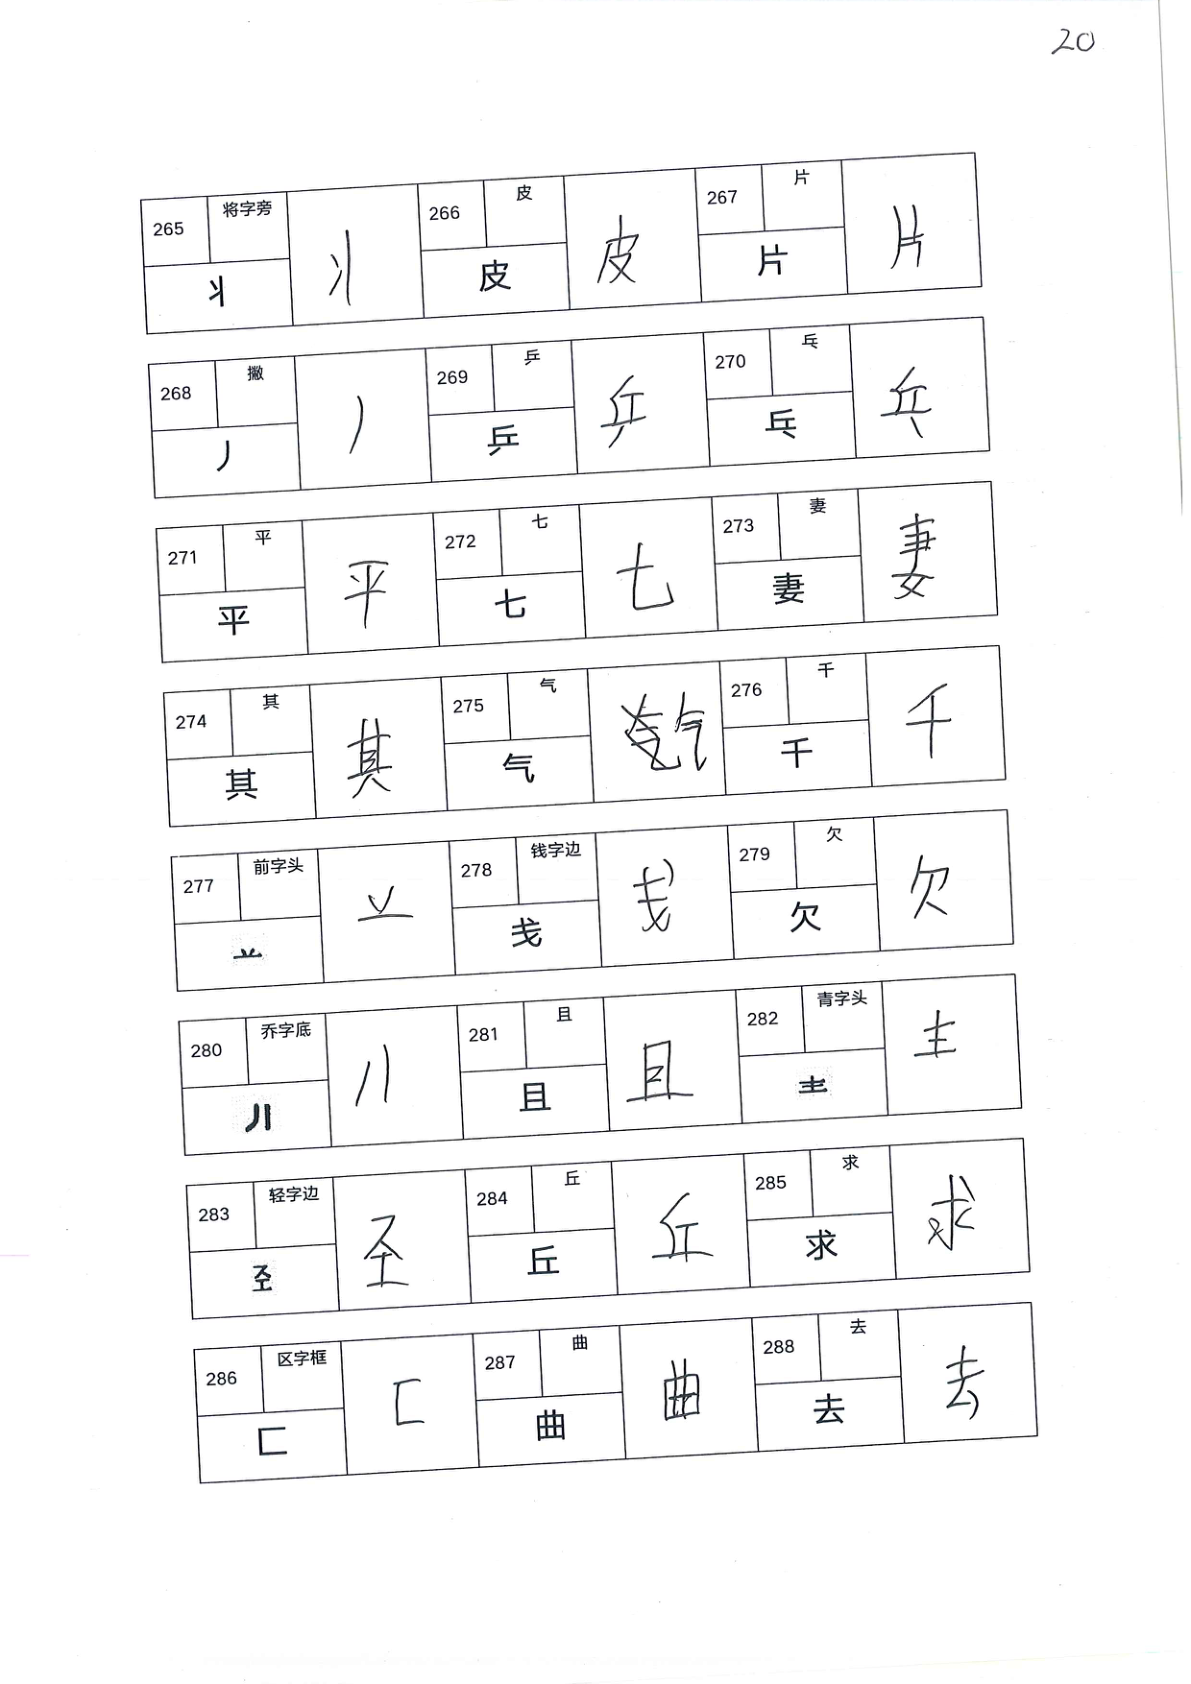 20
265 将字旁 丬 丬 266 皮 皮 皮 267 片 片 片
268 撇 丿 丿 269 乒 乒 乒 270 乓 乓 乓
271 平 平 平 272 七 七 七 273 妻 妻 妻
274 其 其 其 275 气 气 气 276 千 千 千
277 前字头 䒑 䒑 278 钱字边 戋 戋 279 欠 欠 欠
280 乔字底 丿丨 丿丨 281 且 且 且 282 青字头 龶 龶
283 轻字边 𢀖 𢀖 284 丘 丘 丘 285 求 求 求
286 区字框 匚 匚 287 曲 曲 曲 288 去 去 去